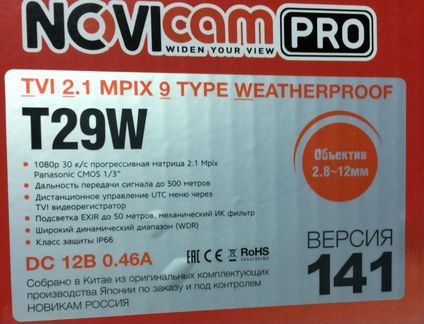 NOVIcam PRO
WIDEN YOUR VIEW
TVI 2.1 MPIX 9 TYPE WEATHERPROOF
T29W
1080p 30 к/с прогрессивная матрица 2.1 Mpix
Panasonic CMOS 1/3"
Дальность передачи сигнала до 500 метров
Дистанционное управление UTC меню через
TVI видеорегистратор
Подсветка EXIR до 50 метров, механический ИК фильтр
Широкий динамический диапазон (WDR)
Класс защиты IP66
Объектив
2.8~12мм
DC 12В 0.46А
EAC CE RoHS
2002/95/EC
Собрано в Китае из оригинальных комплектующих
производства Японии по заказу и под контролем
НОВИКАМ РОССИЯ
ВЕРСИЯ
141